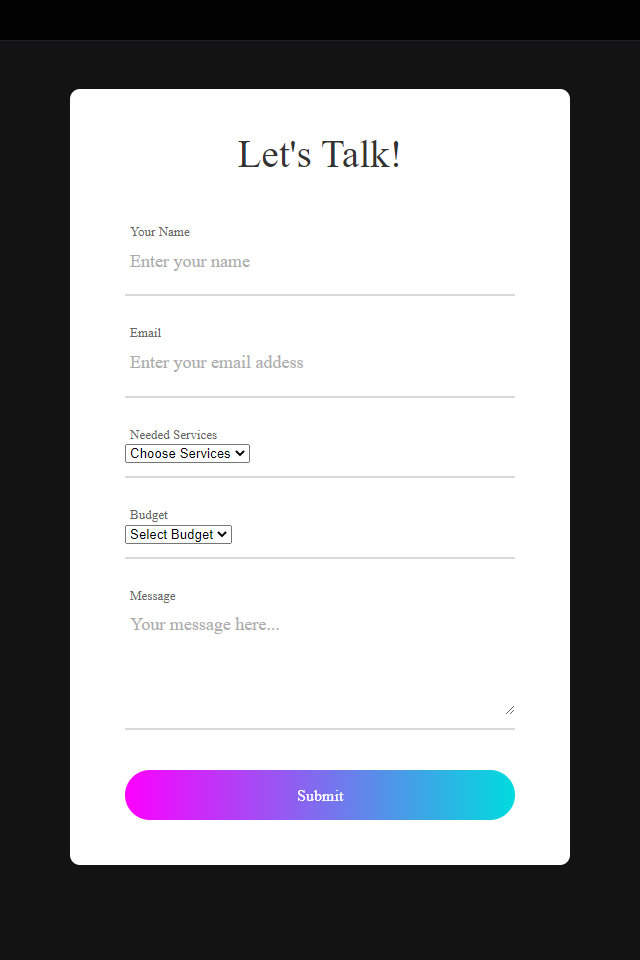 Let's Talk!
Your Name
Enter your name
Email
Enter your email addess
Needed Services
Choose Services
Budget
Select Budget
Message
Your message here...
Submit